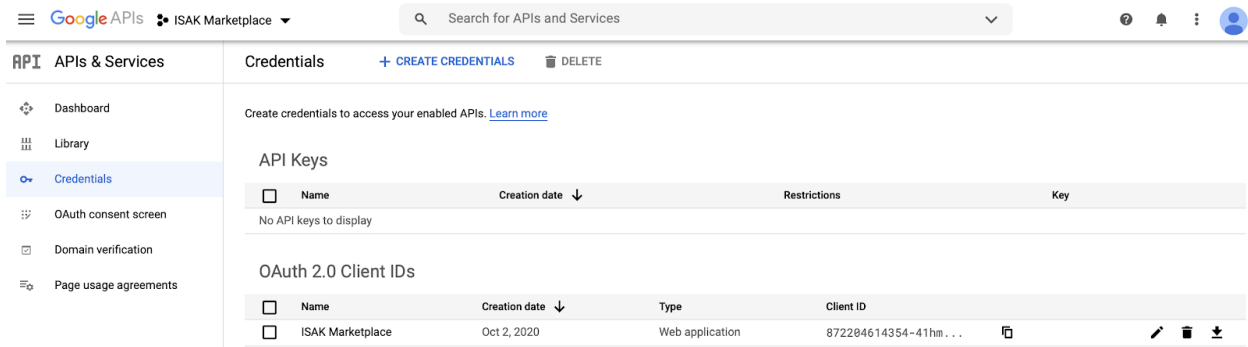 Google APIs ISAK Marketplace Search for APIs and Services
API APIs & Services Credentials + CREATE CREDENTIALS DELETE
Dashboard
Library
Credentials
OAuth consent screen
Domain verification
Page usage agreements
Create credentials to access your enabled APIs. Learn more
API Keys
Name Creation date Restrictions Key
No API keys to display
OAuth 2.0 Client IDs
Name Creation date Type Client ID
ISAK Marketplace Oct 2, 2020 Web application 872204614354-41hm...